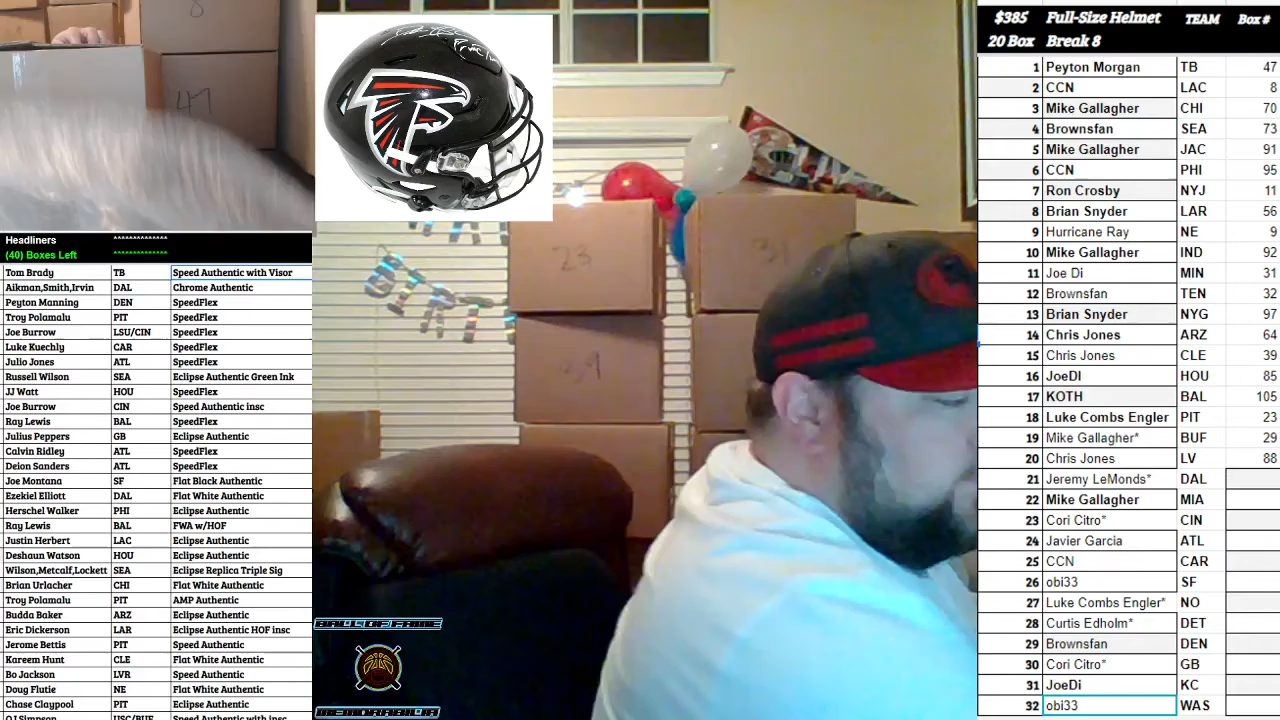 $385 Full-Size Helmet TEAM Box #
20 Box Break 8
1 Peyton Morgan TB 47
2 CCN LAC 8
3 Mike Gallagher CHI 70
4 Brownsfan SEA 73
5 Mike Gallagher JAC 91
6 CCN PHI 95
7 Ron Crosby NYJ 11
8 Brian Snyder LAR 56
9 Hurricane Ray NE 9
10 Mike Gallagher IND 92
11 Joe Di MIN 31
12 Brownsfan TEN 32
13 Brian Snyder NYG 97
14 Chris Jones ARZ 64
15 Chris Jones CLE 39
16 JoeDI HOU 85
17 KOTH BAL 105
18 Luke Combs Engler PIT 23
19 Mike Gallagher* BUF 29
20 Chris Jones LV 88
21 Jeremy LeMonds* DAL
22 Mike Gallagher MIA
23 Cori Citro* CIN
24 Javier Garcia ATL
25 CCN CAR
26 obi33 SF
27 Luke Combs Engler* NO
28 Curtis Edholm* DET
29 Brownsfan DEN
30 Cori Citro* GB
31 JoeDi KC
32 obi33 WAS
Headliners **************
(40) Boxes Left **************
Tom Brady TB Speed Authentic with Visor
Aikman,Smith,Irvin DAL Chrome Authentic
Peyton Manning DEN SpeedFlex
Troy Polamalu PIT SpeedFlex
Joe Burrow LSU/CIN SpeedFlex
Luke Kuechly CAR SpeedFlex
Julio Jones ATL SpeedFlex
Russell Wilson SEA Eclipse Authentic Green Ink
JJ Watt HOU SpeedFlex
Joe Burrow CIN Speed Authentic insc
Ray Lewis BAL SpeedFlex
Julius Peppers GB Eclipse Authentic
Calvin Ridley ATL SpeedFlex
Deion Sanders ATL SpeedFlex
Joe Montana SF Flat Black Authentic
Ezekiel Elliott DAL Flat White Authentic
Herschel Walker PHI Eclipse Authentic
Ray Lewis BAL FWA w/HOF
Justin Herbert LAC Eclipse Authentic
Deshaun Watson HOU Eclipse Authentic
Wilson,Metcalf,Lockett SEA Eclipse Replica Triple Sig
Brian Urlacher CHI Flat White Authentic
Troy Polamalu PIT AMP Authentic
Budda Baker ARZ Eclipse Authentic
Eric Dickerson LAR Eclipse Authentic HOF insc
Jerome Bettis PIT Speed Authentic
Kareem Hunt CLE Flat White Authentic
Bo Jackson LVR Speed Authentic
Doug Flutie NE Flat White Authentic
Chase Claypool PIT Eclipse Authentic
OJ Simpson USC/BUF Speed Authentic with insc
BALL OF FAME
MEMORABILIA